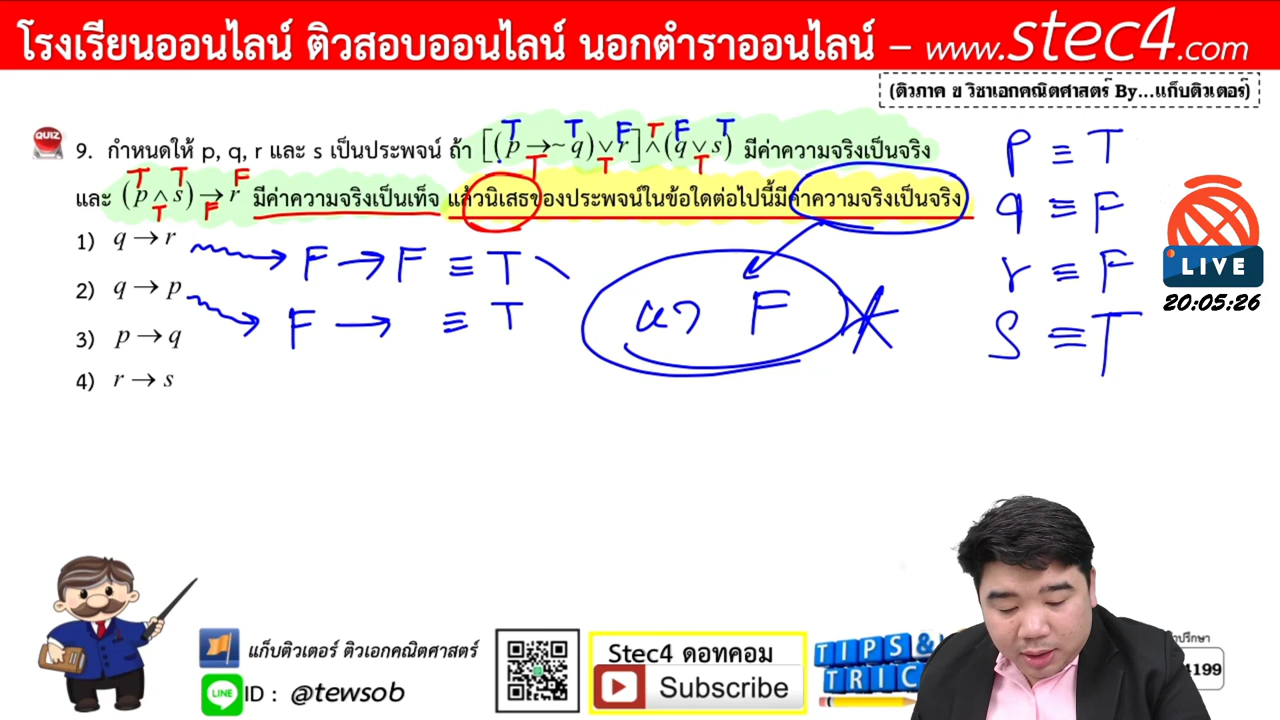 โรงเรียนออนไลน์ ติวสอบออนไลน์ นอกตำราออนไลน์ – www.stec4.com
(ติวภาค ข วิชาเอกคณิตศาสตร์ By...แก็บติวเตอร์)
QUIZ
T T F T F T
9. กำหนดให้ p, q, r และ s เป็นประพจน์ ถ้า [(p → ~ q) ∨ r] ∧ (q ∨ s) มีค่าความจริงเป็นจริง
T T T
T T F
และ (p ∧ s) → r มีค่าความจริงเป็นเท็จ แล้วนิเสธของประพจน์ในข้อใดต่อไปนี้มีค่าความจริงเป็นจริง
T F
1) q → r
F → F ≡ T
2) q → p
F → ≡ T
3) p → q
4) r → s
หา F
p ≡ T
q ≡ F
r ≡ F
S ≡ T
LIVE
20:05:26
แก็บติวเตอร์ ติวเอกคณิตศาสตร์
LINE ID : @tewsob
Stec4 ดอทคอม
Subscribe
TIPS &
TRIC
4199